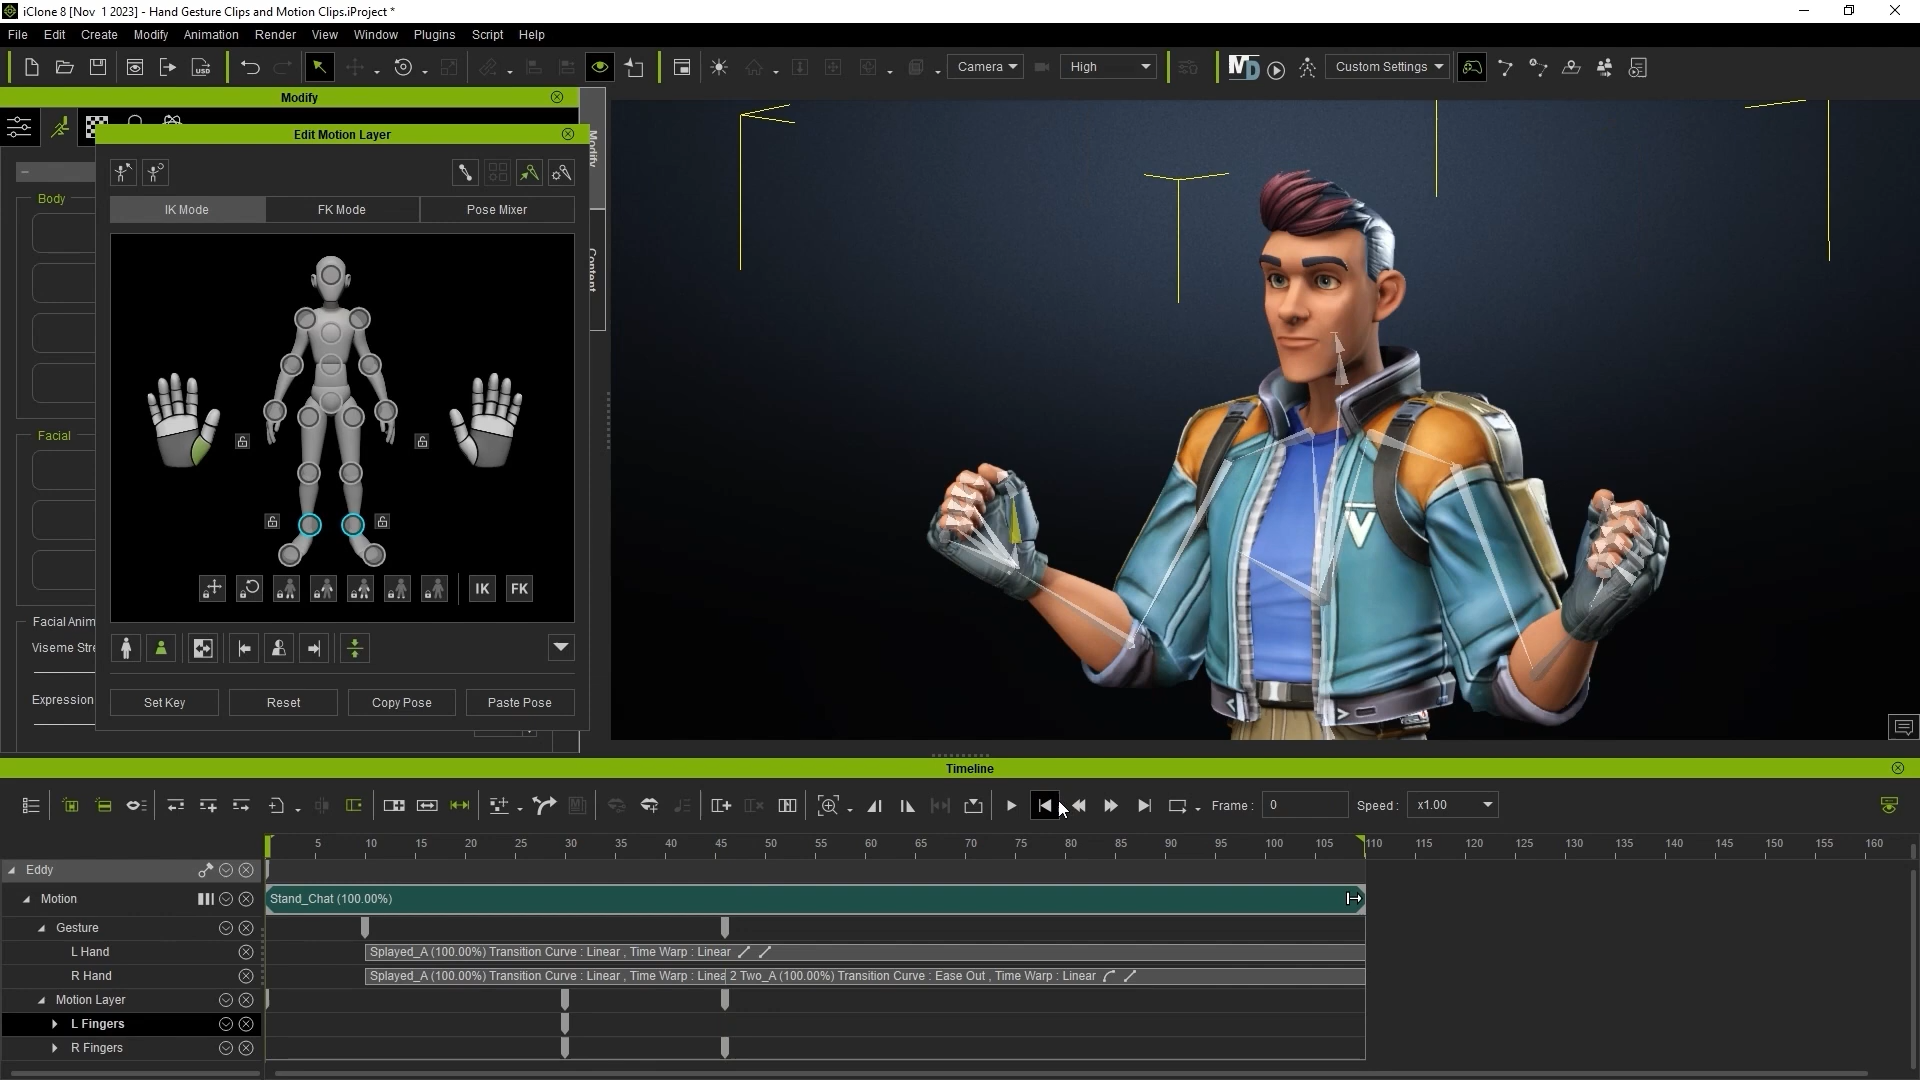 iClone 8 [Nov  1 2023] - Hand Gesture Clips and Motion Clips.iProject *
File Edit Create Modify Animation Render View Window Plugins Script Help
Camera High MD Custom Settings
Modify
Edit Motion Layer
Modify
Content
IK Mode FK Mode Pose Mixer
Body
Facial
IK FK
Facial Anim
Viseme Stre
Expression
Set Key Reset Copy Pose Paste Pose
Timeline
Frame : 0 Speed : x1.00
5 10 15 20 25 30 35 40 45 50 55 60 65 70 75 80 85 90 95 100 105 110 115 120 125 130 135 140 145 150 155 160
Eddy
Motion
Stand_Chat (100.00%)
Gesture
L Hand
Splayed_A (100.00%) Transition Curve : Linear , Time Warp : Linear
R Hand
Splayed_A (100.00%) Transition Curve : Linear , Time Warp : Linea 2 Two_A (100.00%) Transition Curve : Ease Out , Time Warp : Linear
Motion Layer
L Fingers
R Fingers